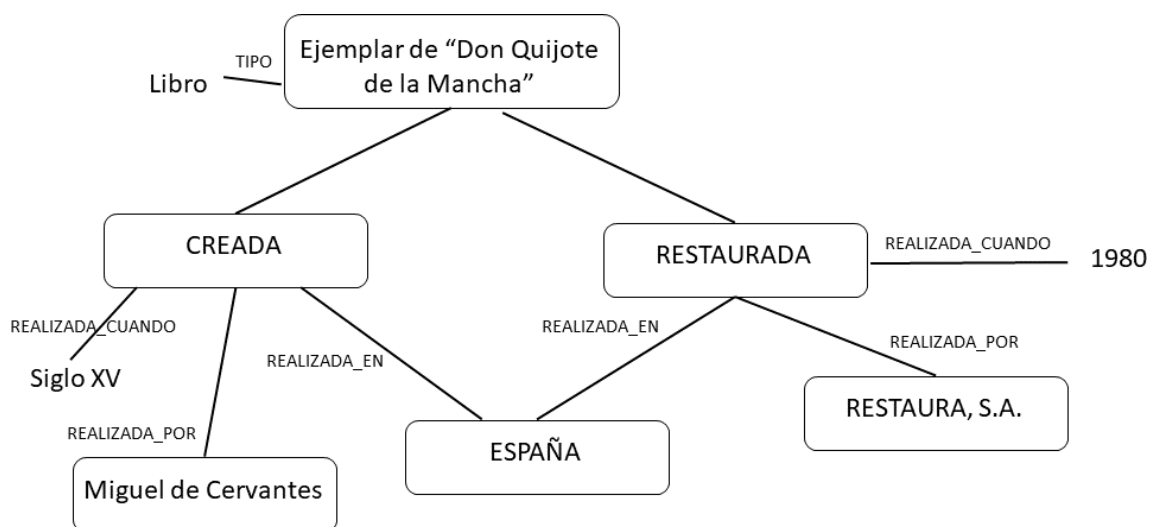 Ejemplar de “Don Quijote
de la Mancha”
TIPO
Libro
CREADA
RESTAURADA
REALIZADA_CUANDO
1980
REALIZADA_CUANDO
REALIZADA_EN
REALIZADA_EN
REALIZADA_POR
Siglo XV
RESTAURA, S.A.
REALIZADA_POR
ESPAÑA
Miguel de Cervantes